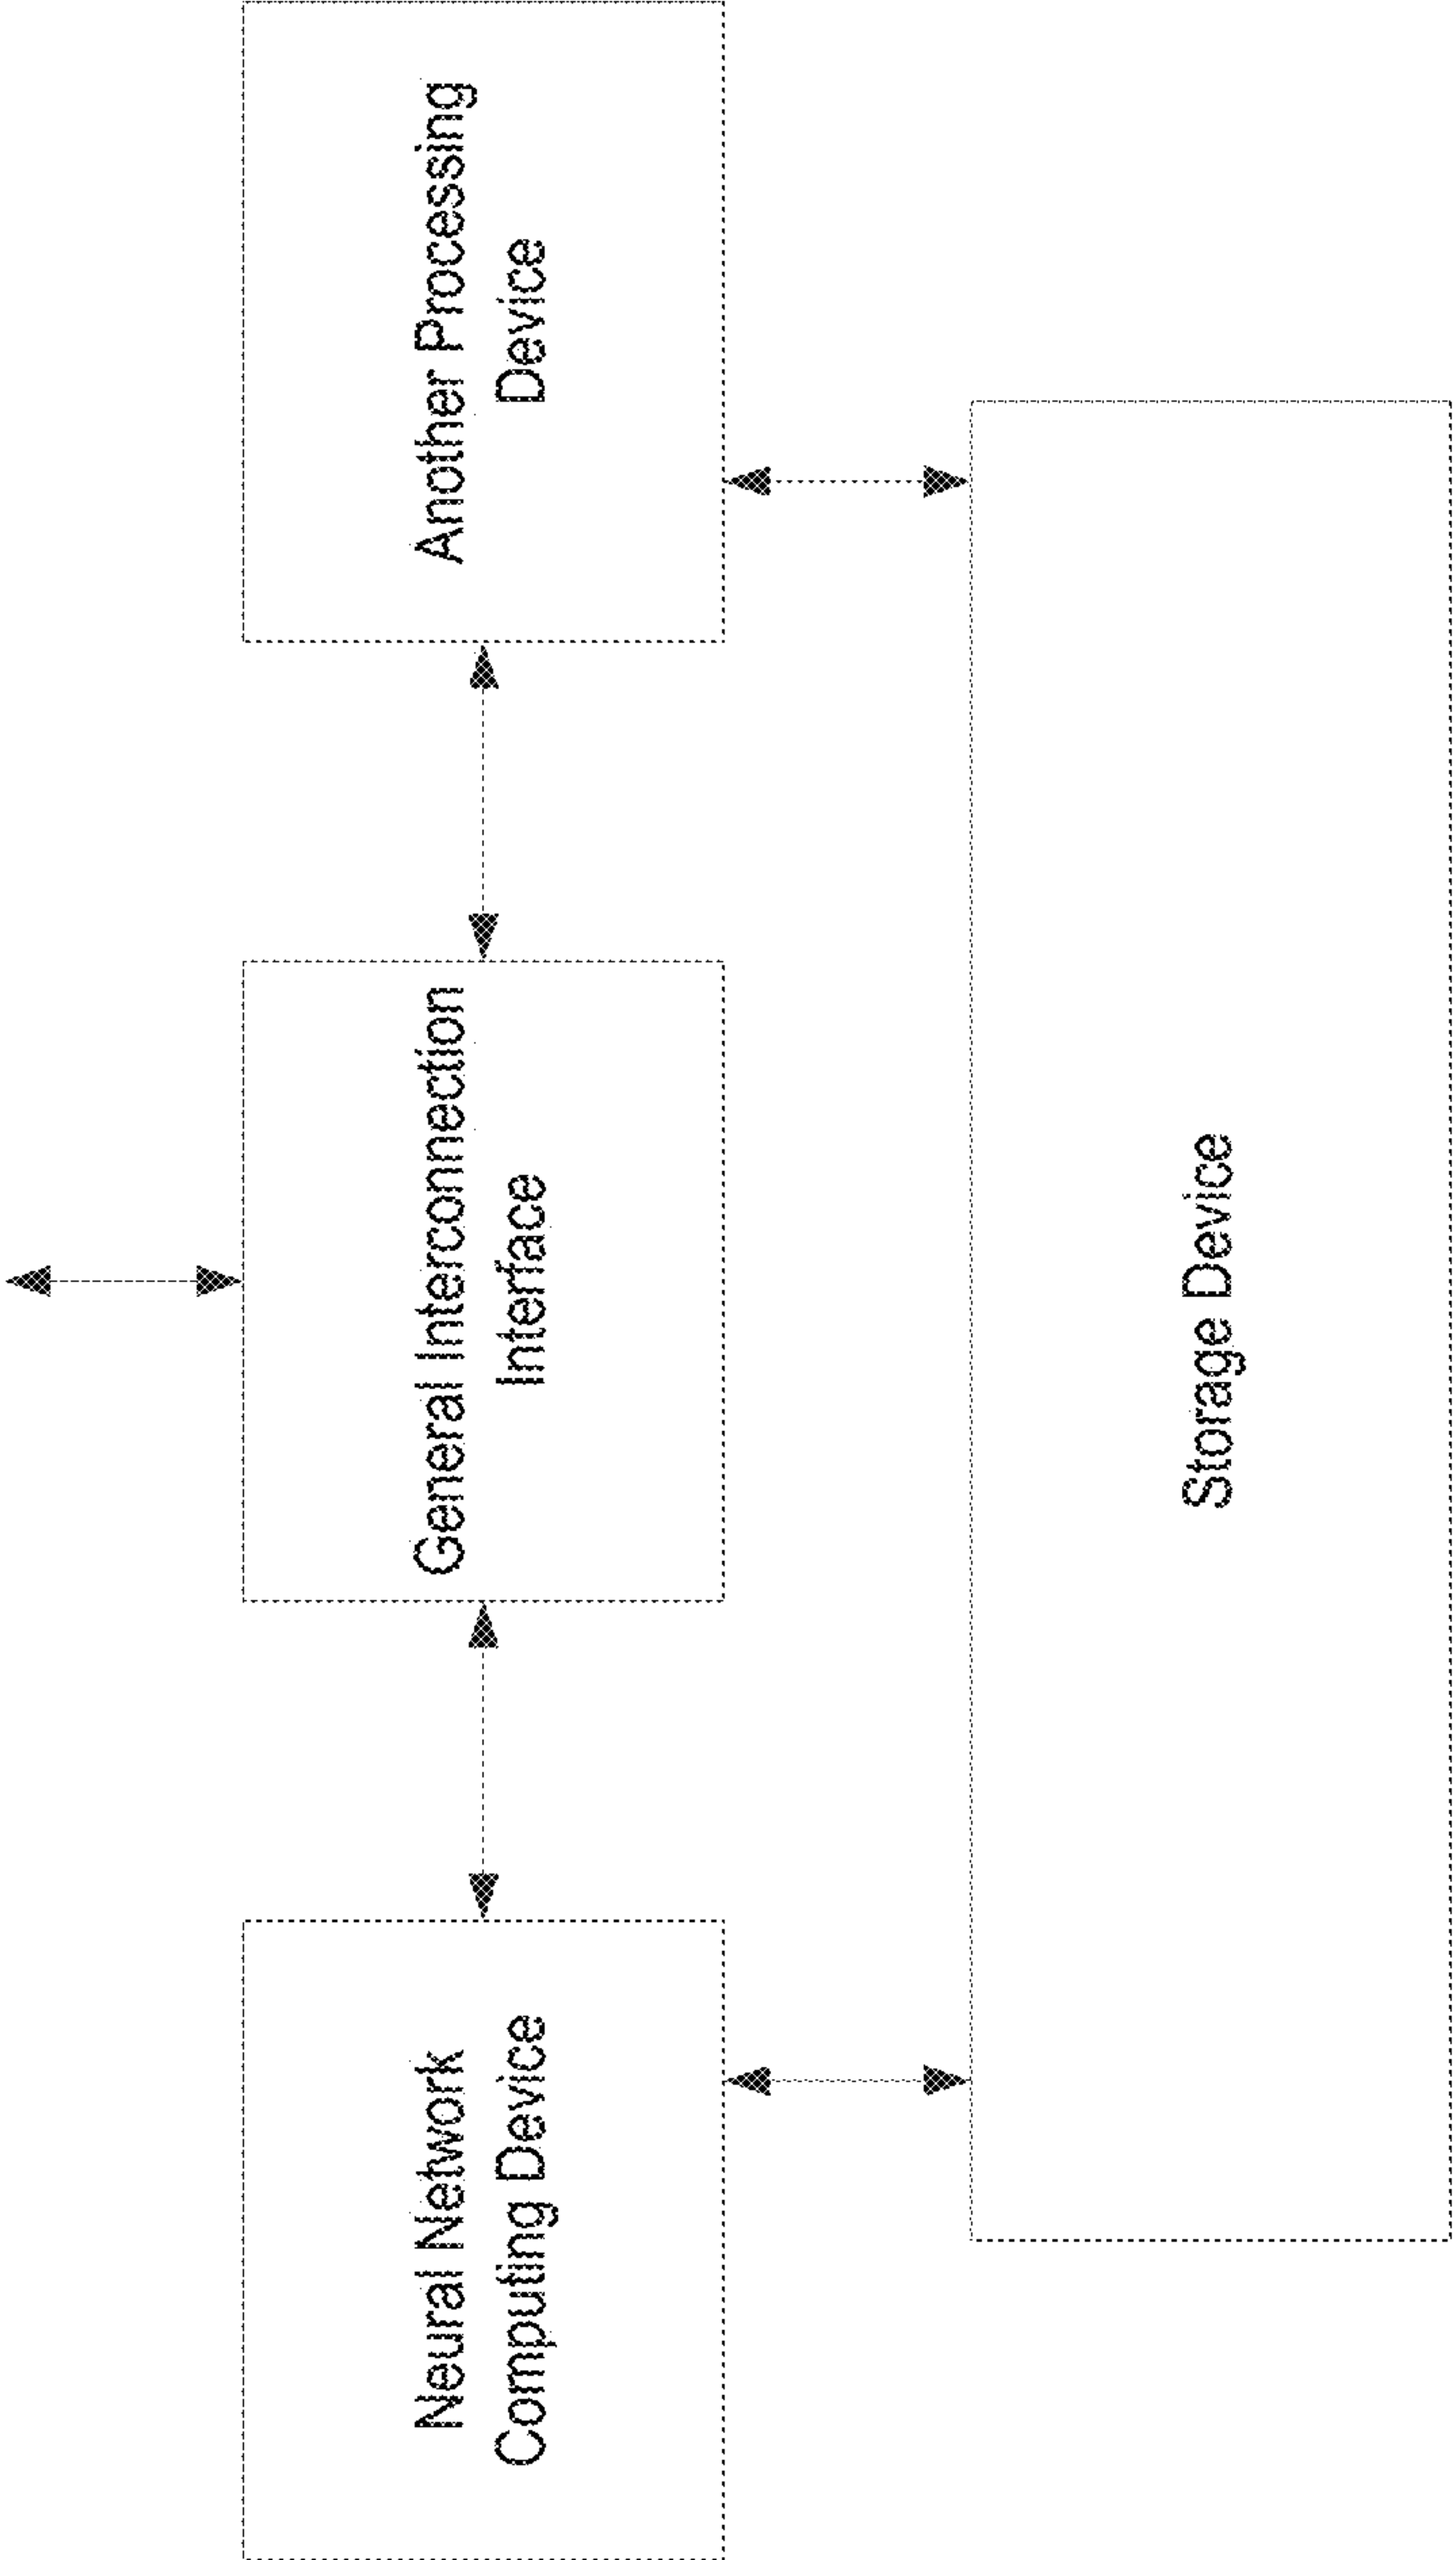 Neural Network
Computing Device
General Interconnection
Interface
Another Processing
Device
Storage Device